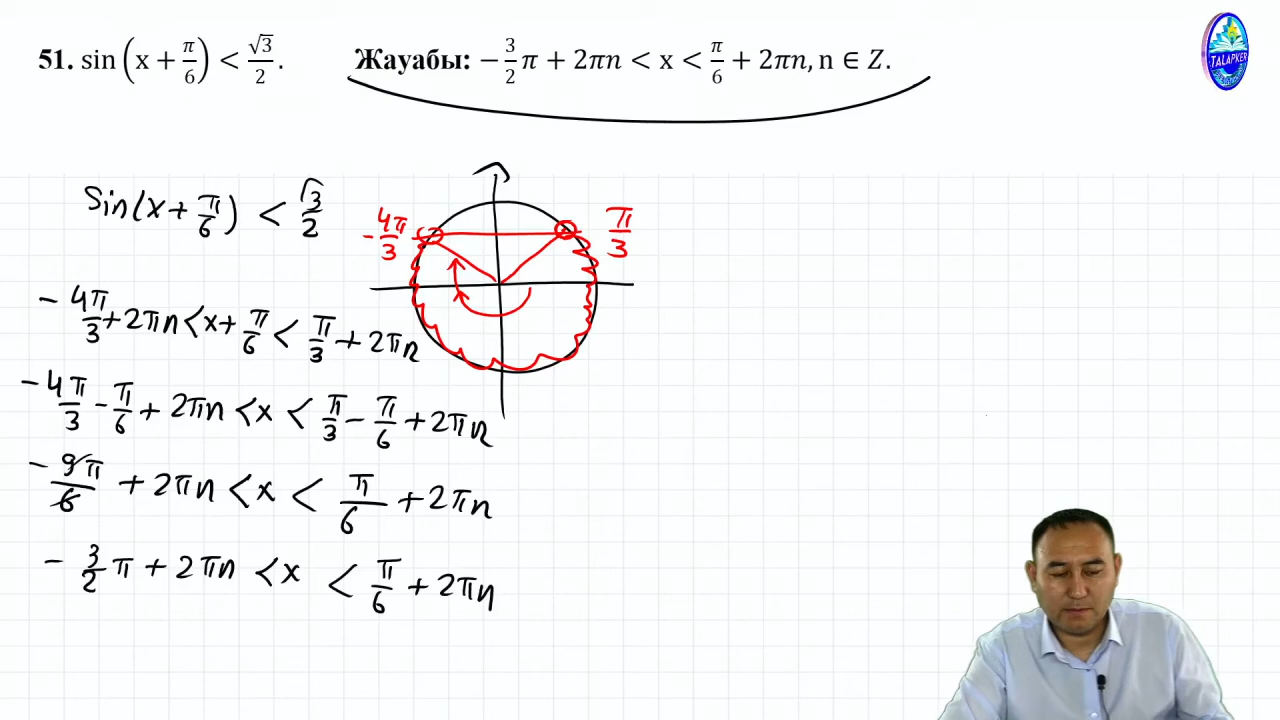 51. sin (x + π/6) < √3/2. Жауабы: −3/2 π + 2πn < x < π/6 + 2πn, n ∈ Z.
TALAPKER
Sin(x + π/6) < √3/2
−4π/3
π/3
−4π/3 + 2πn < x + π/6 < π/3 + 2πn
−4π/3 − π/6 + 2πn < x < π/3 − π/6 + 2πn
−9π/6 + 2πn < x < π/6 + 2πn
−3/2 π + 2πn < x < π/6 + 2πn